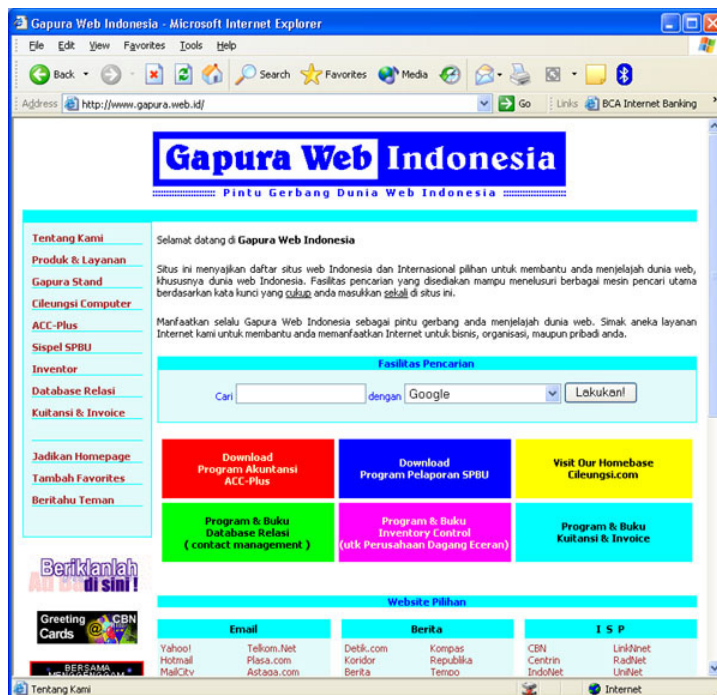 Gapura Web Indonesia - Microsoft Internet Explorer
File Edit View Favorites Tools Help
Back Search Favorites Media
Address http://www.gapura.web.id/ Go Links BCA Internet Banking
Gapura Web Indonesia
Pintu Gerbang Dunia Web Indonesia
Tentang Kami
Produk & Layanan
Gapura Stand
Cileungsi Computer
ACC-Plus
Sispel SPBU
Inventor
Database Relasi
Kuitansi & Invoice
Jadikan Homepage
Tambah Favorites
Beritahu Teman
Beriklanlah
di sini !
Greeting CBN
Cards
BERSAMA
Selamat datang di Gapura Web Indonesia
Situs ini menyajikan daftar situs web Indonesia dan Internasional pilihan untuk membantu anda menjelajah dunia web,
khususnya dunia web Indonesia. Fasilitas pencarian yang disediakan mampu menelusuri berbagai mesin pencari utama
berdasarkan kata kunci yang cukup anda masukkan sekali di situs ini.
Manfaatkan selalu Gapura Web Indonesia sebagai pintu gerbang anda menjelajah dunia web. Simak aneka layanan
Internet kami untuk membantu anda memanfaatkan Internet untuk bisnis, organisasi, maupun pribadi anda.
Fasilitas Pencarian
Cari dengan Google Lakukan!
Download
Program Akuntansi
ACC-Plus
Download
Program Pelaporan SPBU
Visit Our Homebase
Cileungsi.com
Program & Buku
Database Relasi
( contact management )
Program & Buku
Inventory Control
(utk Perusahaan Dagang Eceran)
Program & Buku
Kuitansi & Invoice
Website Pilihan
Email Berita I S P
Yahoo! Telkom.Net Detik.com Kompas CBN LinkNnet
Hotmail Plasa.com Koridor Republika Centrin RadNet
MailCity Astaga.com Berita Tempo IndoNet UniNet
Tentang Kami Internet